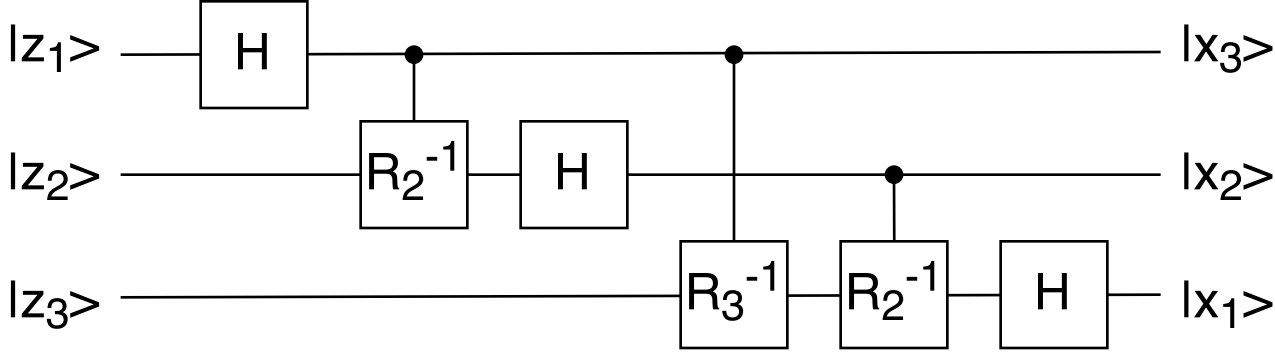 |z₁> H |x₃>
|z₂> R₂⁻¹ H |x₂>
|z₃> R₃⁻¹ R₂⁻¹ H |x₁>